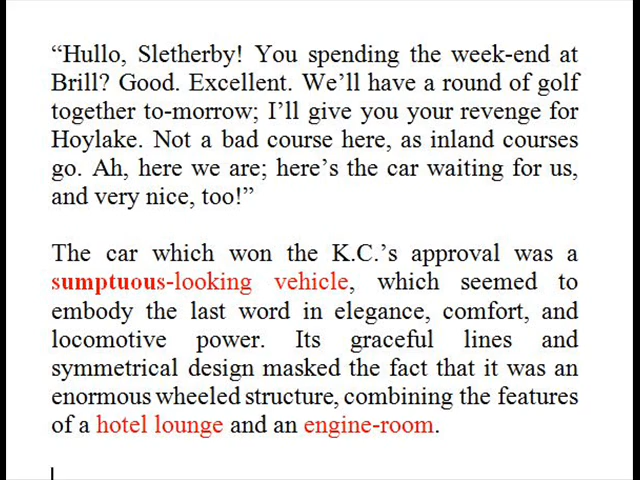 “Hullo, Sletherby! You spending the week-end at
Brill? Good. Excellent. We’ll have a round of golf
together to-morrow; I’ll give you your revenge for
Hoylake. Not a bad course here, as inland courses
go. Ah, here we are; here’s the car waiting for us,
and very nice, too!”
The car which won the K.C.’s approval was a
sumptuous-looking vehicle, which seemed to
embody the last word in elegance, comfort, and
locomotive power. Its graceful lines and
symmetrical design masked the fact that it was an
enormous wheeled structure, combining the features
of a hotel lounge and an engine-room.